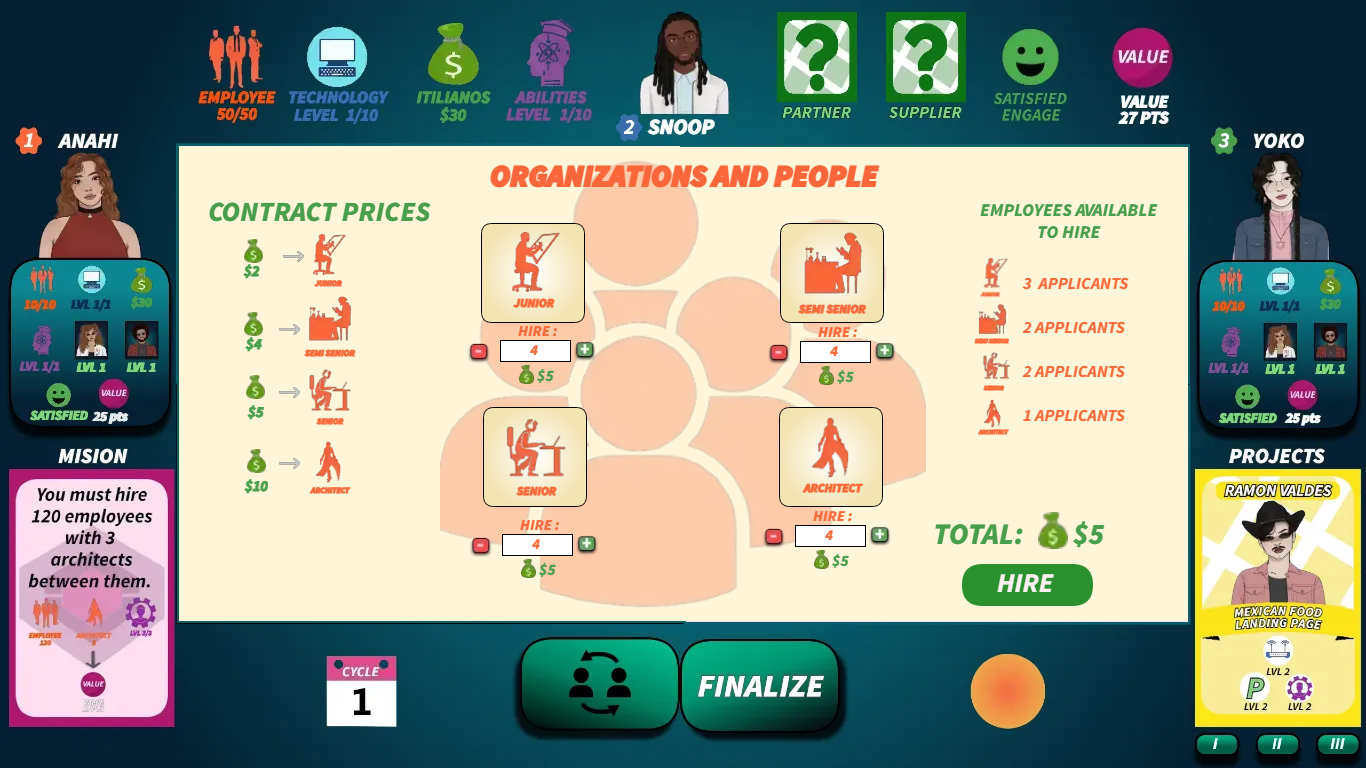 EMPLOYEE
50/50
TECHNOLOGY
LEVEL 1/10
ITILIANOS
$30
ABILITIES
LEVEL 1/10
2 SNOOP
PARTNER
SUPPLIER
SATISFIED
ENGAGE
VALUE
VALUE
27 PTS
1 ANAHI
10/10
LVL 1/1
$30
LVL 1/1
LVL 1
LVL 1
SATISFIED
VALUE
25 pts
MISION
You must hire
120 employees
with 3
architects
between them.
EMPLOYEE
120
ARCHITECT
3
LVL 3/3
VALUE
ORGANIZATIONS AND PEOPLE
CONTRACT PRICES
$2
JUNIOR
$4
SEMI SENIOR
$5
SENIOR
$10
ARCHITECT
JUNIOR
HIRE :
4
$5
SEMI SENIOR
HIRE :
4
$5
SENIOR
HIRE :
4
$5
ARCHITECT
HIRE :
4
$5
EMPLOYEES AVAILABLE
TO HIRE
JUNIOR
3 APPLICANTS
SEMI SENIOR
2 APPLICANTS
SENIOR
2 APPLICANTS
ARCHITECT
1 APPLICANTS
TOTAL: $5
HIRE
3 YOKO
10/10
LVL 1/1
$30
LVL 1/1
LVL 1
LVL 1
SATISFIED
VALUE
25 pts
PROJECTS
RAMON VALDES
MEXICAN FOOD
LANDING PAGE
LVL 2
P
LVL 2
LVL 2
I
II
III
CYCLE
1
FINALIZE